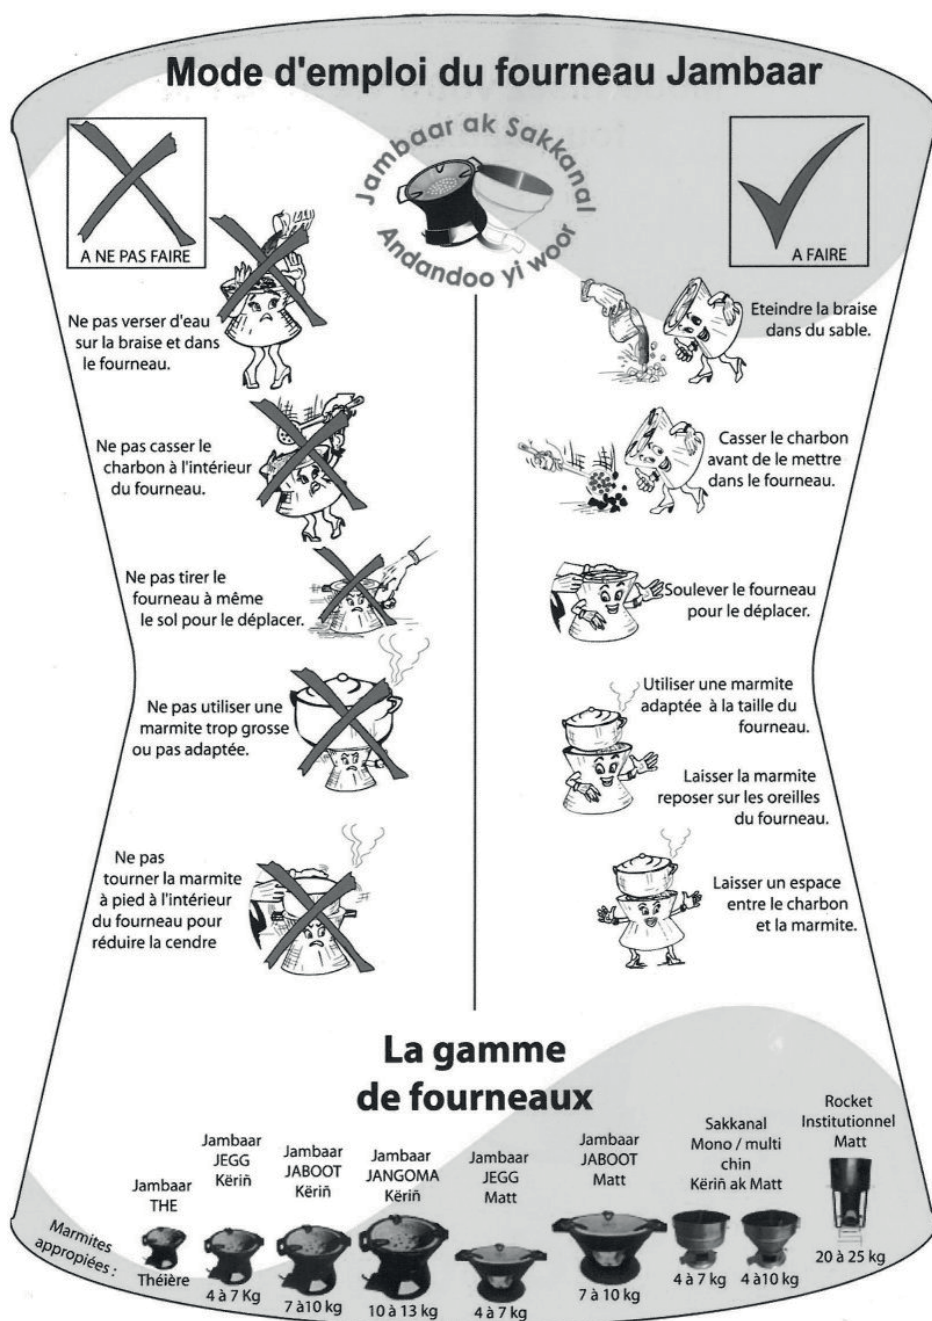 Mode d'emploi du fourneau Jambaar
Jambaar ak Sakkanal
Andandoo yi woor
A NE PAS FAIRE
Ne pas verser d'eau
sur la braise et dans
le fourneau.
Ne pas casser le
charbon à l'intérieur
du fourneau.
Ne pas tirer le
fourneau à même
le sol pour le déplacer.
Ne pas utiliser une
marmite trop grosse
ou pas adaptée.
Ne pas
tourner la marmite
à pied à l'intérieur
du fourneau pour
réduire la cendre
A FAIRE
Eteindre la braise
dans du sable.
Casser le charbon
avant de le mettre
dans le fourneau.
Soulever le fourneau
pour le déplacer.
Utiliser une marmite
adaptée à la taille du
fourneau.
Laisser la marmite
reposer sur les oreilles
du fourneau.
Laisser un espace
entre le charbon
et la marmite.
La gamme
de fourneaux
Marmites
appropiées :
Jambaar
THE
Théière
Jambaar
JEGG
Këriñ
4 à 7 Kg
Jambaar
JABOOT
Këriñ
7 à10 kg
Jambaar
JANGOMA
Këriñ
10 à 13 kg
Jambaar
JEGG
Matt
4 à 7 kg
Jambaar
JABOOT
Matt
7 à 10 kg
Sakkanal
Mono / multi
chin
Këriñ ak Matt
4 à 7 kg
4 à10 kg
Rocket
Institutionnel
Matt
20 à 25 kg